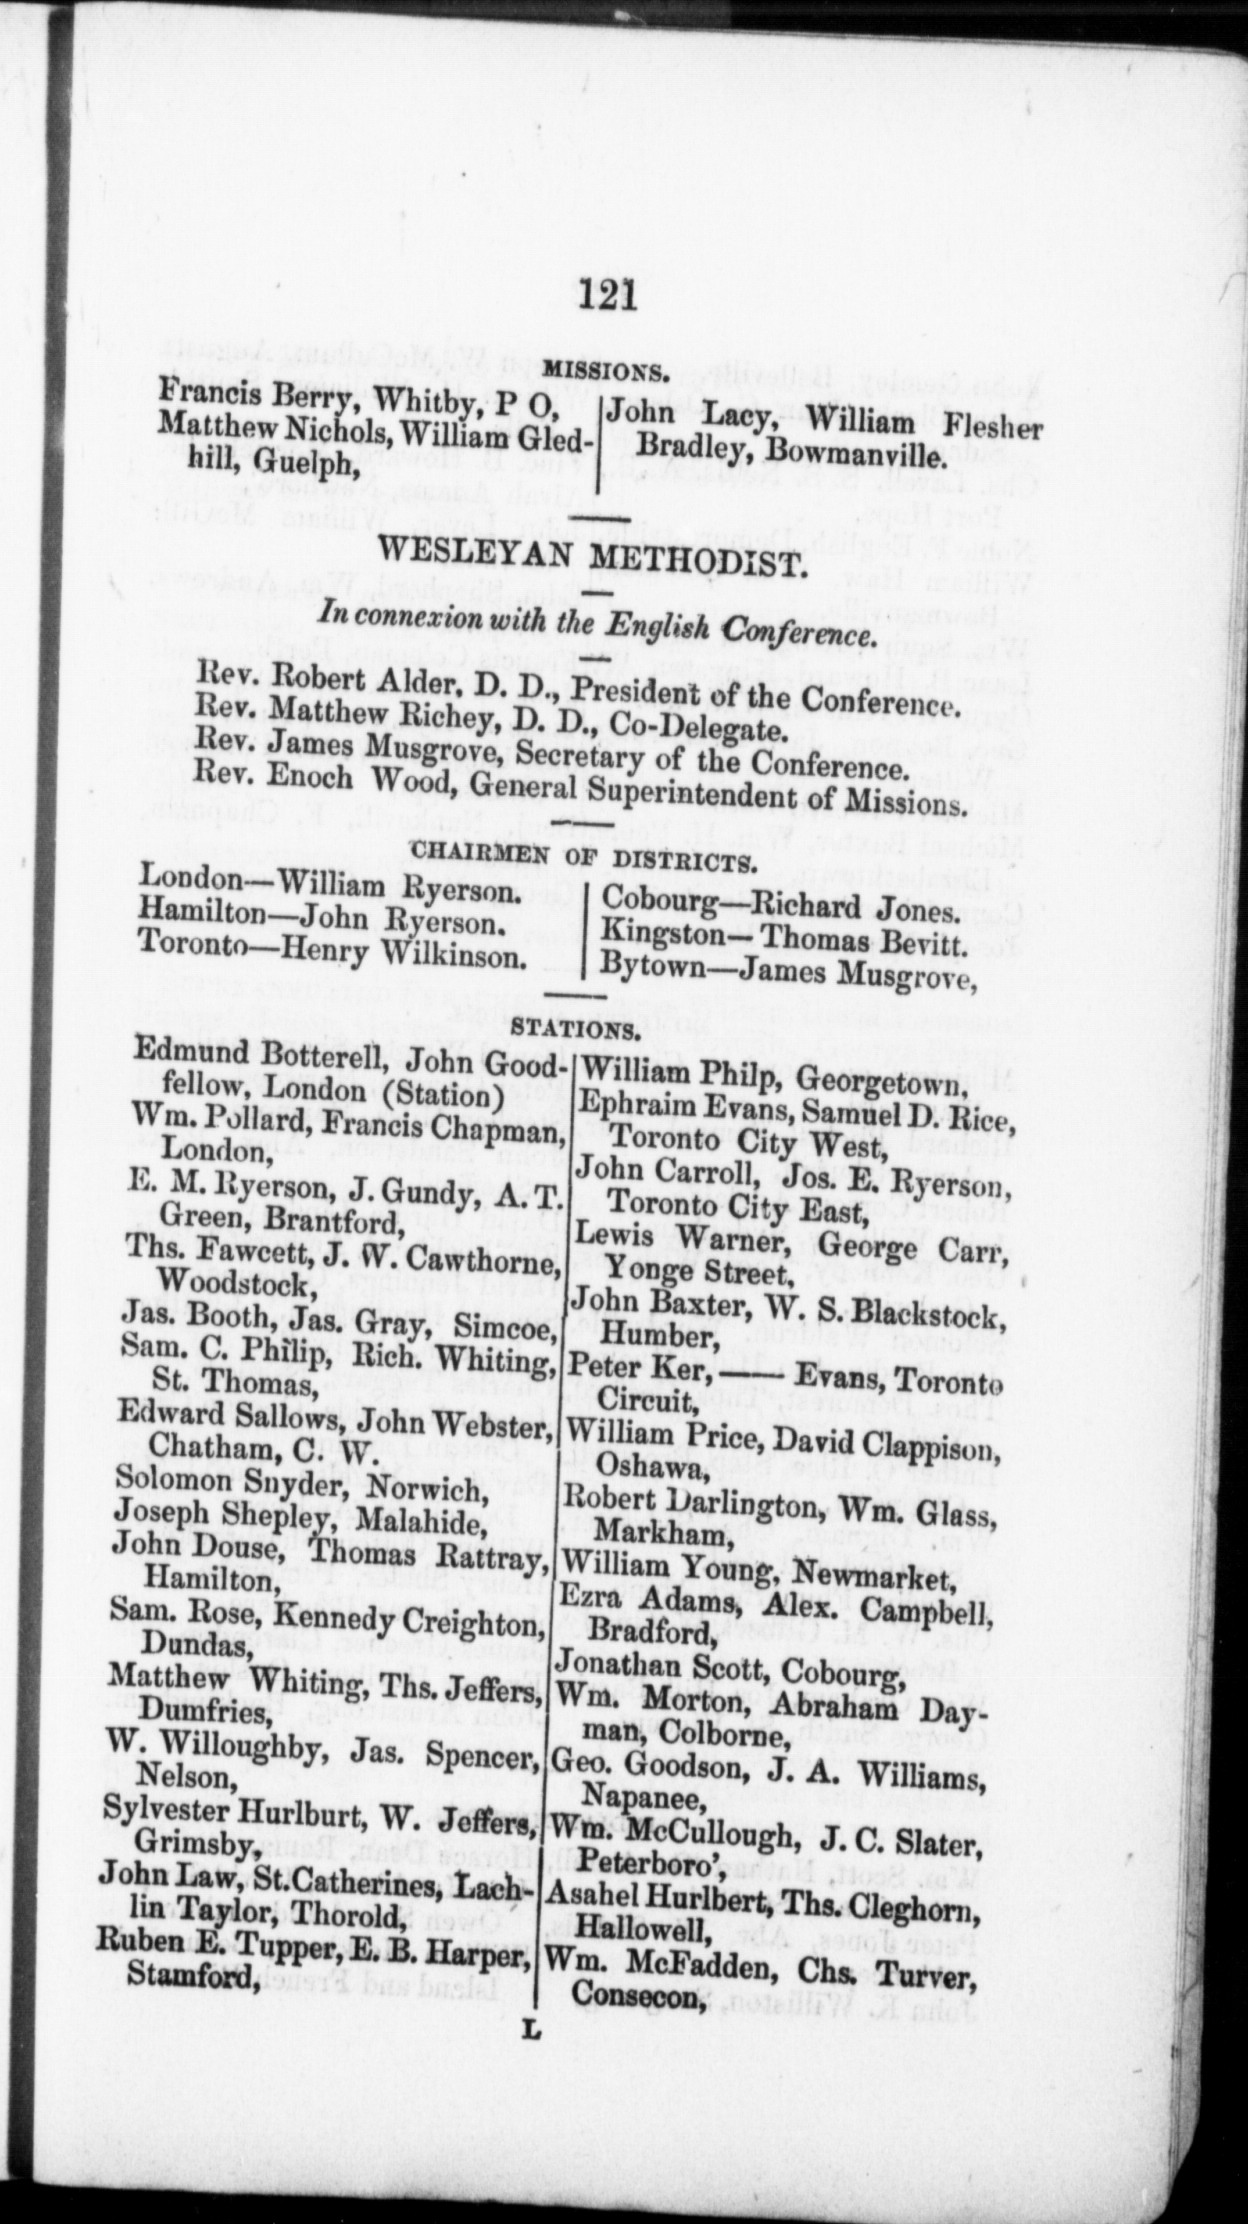 121
MISSIONS.
Francis Berry, Whitby, P O,
Matthew Nichols, William Gled-
hill, Guelph,
John Lacy, William Flesher
Bradley, Bowmanville.
WESLEYAN METHODIST.
In connexion with the English Conference.
Rev. Robert Alder, D. D., President of the Conference.
Rev. Matthew Richey, D. D., Co-Delegate.
Rev. James Musgrove, Secretary of the Conference.
Rev. Enoch Wood, General Superintendent of Missions.
CHAIRMEN OF DISTRICTS.
London—William Ryerson.
Hamilton—John Ryerson.
Toronto—Henry Wilkinson.
Cobourg—Richard Jones.
Kingston—Thomas Bevitt.
Bytown—James Musgrove,
STATIONS.
Edmund Botterell, John Good-
fellow, London (Station)
Wm. Pollard, Francis Chapman,
London,
E. M. Ryerson, J. Gundy, A. T.
Green, Brantford,
Ths. Fawcett, J. W. Cawthorne,
Woodstock,
Jas. Booth, Jas. Gray, Simcoe,
Sam. C. Philip, Rich. Whiting,
St. Thomas,
Edward Sallows, John Webster,
Chatham, C. W.
Solomon Snyder, Norwich,
Joseph Shepley, Malahide,
John Douse, Thomas Rattray,
Hamilton,
Sam. Rose, Kennedy Creighton,
Dundas,
Matthew Whiting, Ths. Jeffers,
Dumfries,
W. Willoughby, Jas. Spencer,
Nelson,
Sylvester Hurlburt, W. Jeffers,
Grimsby,
John Law, St.Catherines, Lach-
lin Taylor, Thorold,
Ruben E. Tupper, E. B. Harper,
Stamford,
William Philp, Georgetown,
Ephraim Evans, Samuel D. Rice,
Toronto City West,
John Carroll, Jos. E. Ryerson,
Toronto City East,
Lewis Warner, George Carr,
Yonge Street,
John Baxter, W. S. Blackstock,
Humber,
Peter Ker, —— Evans, Toronto
Circuit,
William Price, David Clappison,
Oshawa,
Robert Darlington, Wm. Glass,
Markham,
William Young, Newmarket,
Ezra Adams, Alex. Campbell,
Bradford,
Jonathan Scott, Cobourg,
Wm. Morton, Abraham Day-
man, Colborne,
Geo. Goodson, J. A. Williams,
Napanee,
Wm. McCullough, J. C. Slater,
Peterboro',
Asahel Hurlbert, Ths. Cleghorn,
Hallowell,
Wm. McFadden, Chs. Turver,
Consecon,
L